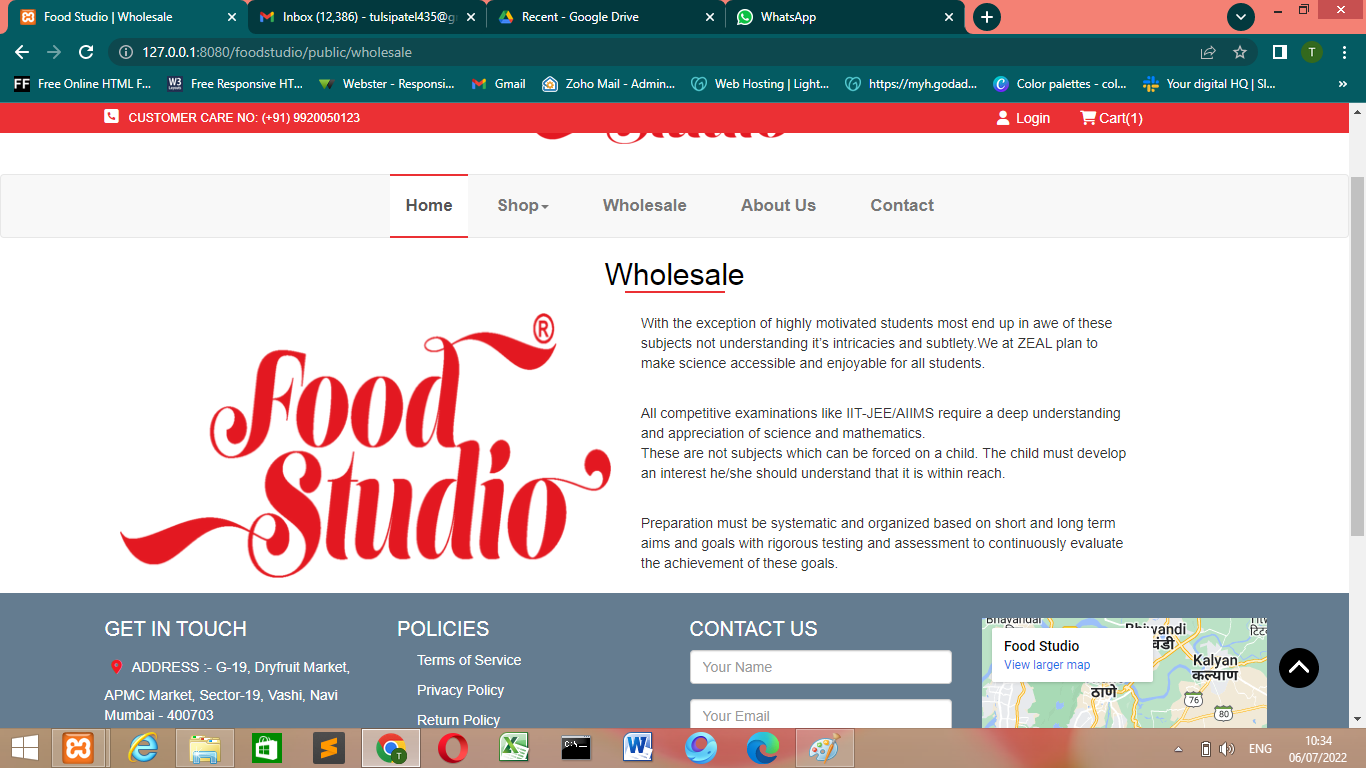 Food Studio | Wholesale
Inbox (12,386) - tulsipatel435@g
Recent - Google Drive
WhatsApp
127.0.0.1:8080/foodstudio/public/wholesale
T
FF Free Online HTML F...
W3 Free Responsive HT...
Webster - Responsi...
Gmail
Zoho Mail - Admin...
Web Hosting | Light...
https://myh.godad...
C Color palettes - col...
Your digital HQ | Sl...
»
CUSTOMER CARE NO: (+91) 9920050123
Login
Cart(1)
Home
Shop
Wholesale
About Us
Contact
Wholesale
Food
Studio
®
With the exception of highly motivated students most end up in awe of these
subjects not understanding it's intricacies and subtlety.We at ZEAL plan to
make science accessible and enjoyable for all students.
All competitive examinations like IIT-JEE/AIIMS require a deep understanding
and appreciation of science and mathematics.
These are not subjects which can be forced on a child. The child must develop
an interest he/she should understand that it is within reach.
Preparation must be systematic and organized based on short and long term
aims and goals with rigorous testing and assessment to continuously evaluate
the achievement of these goals.
GET IN TOUCH
ADDRESS :- G-19, Dryfruit Market,
APMC Market, Sector-19, Vashi, Navi
Mumbai - 400703
POLICIES
Terms of Service
Privacy Policy
Return Policy
CONTACT US
Your Name
Your Email
Food Studio
View larger map
Bhiwandi
Kalyan
कल्याण
ठाणे
76
80
ENG
10:34
06/07/2022